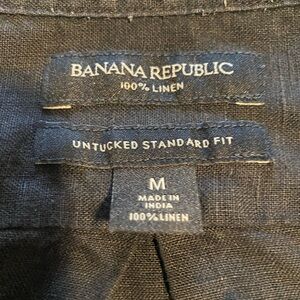 BANANA REPUBLIC
100% LINEN
UNTUCKED STANDARD FIT
M
MADE IN
INDIA
100% LINEN